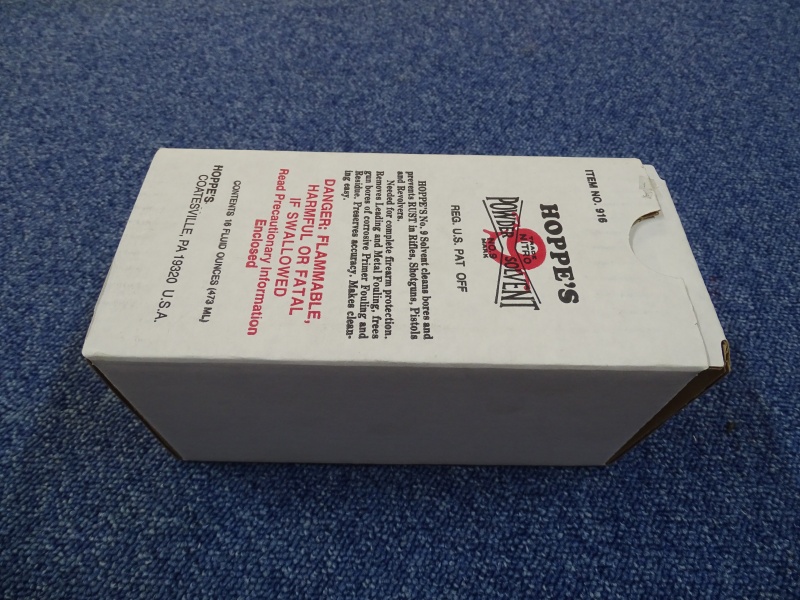 ITEM NO. 916
HOPPE'S
TRADE
NITRO
POWDER SOLVENT
NO. 9
MARK
REG. U.S. PAT OFF
HOPPE'S No. 9 Solvent cleans bores and
prevents RUST in Rifles, Shotguns, Pistols
and Revolvers.
Needed for complete firearm protection.
Removes Leading and Metal Fouling, frees
gun bores of corrosive Primer Fouling and
Residue. Preserves accuracy. Makes clean-
ing easy.
DANGER: FLAMMABLE,
HARMFUL OR FATAL
IF SWALLOWED
Read Precautionary Information
Enclosed
CONTENTS 16 FLUID OUNCES (473 ML)
HOPPE'S
COATESVILLE, PA 19320 U.S.A.